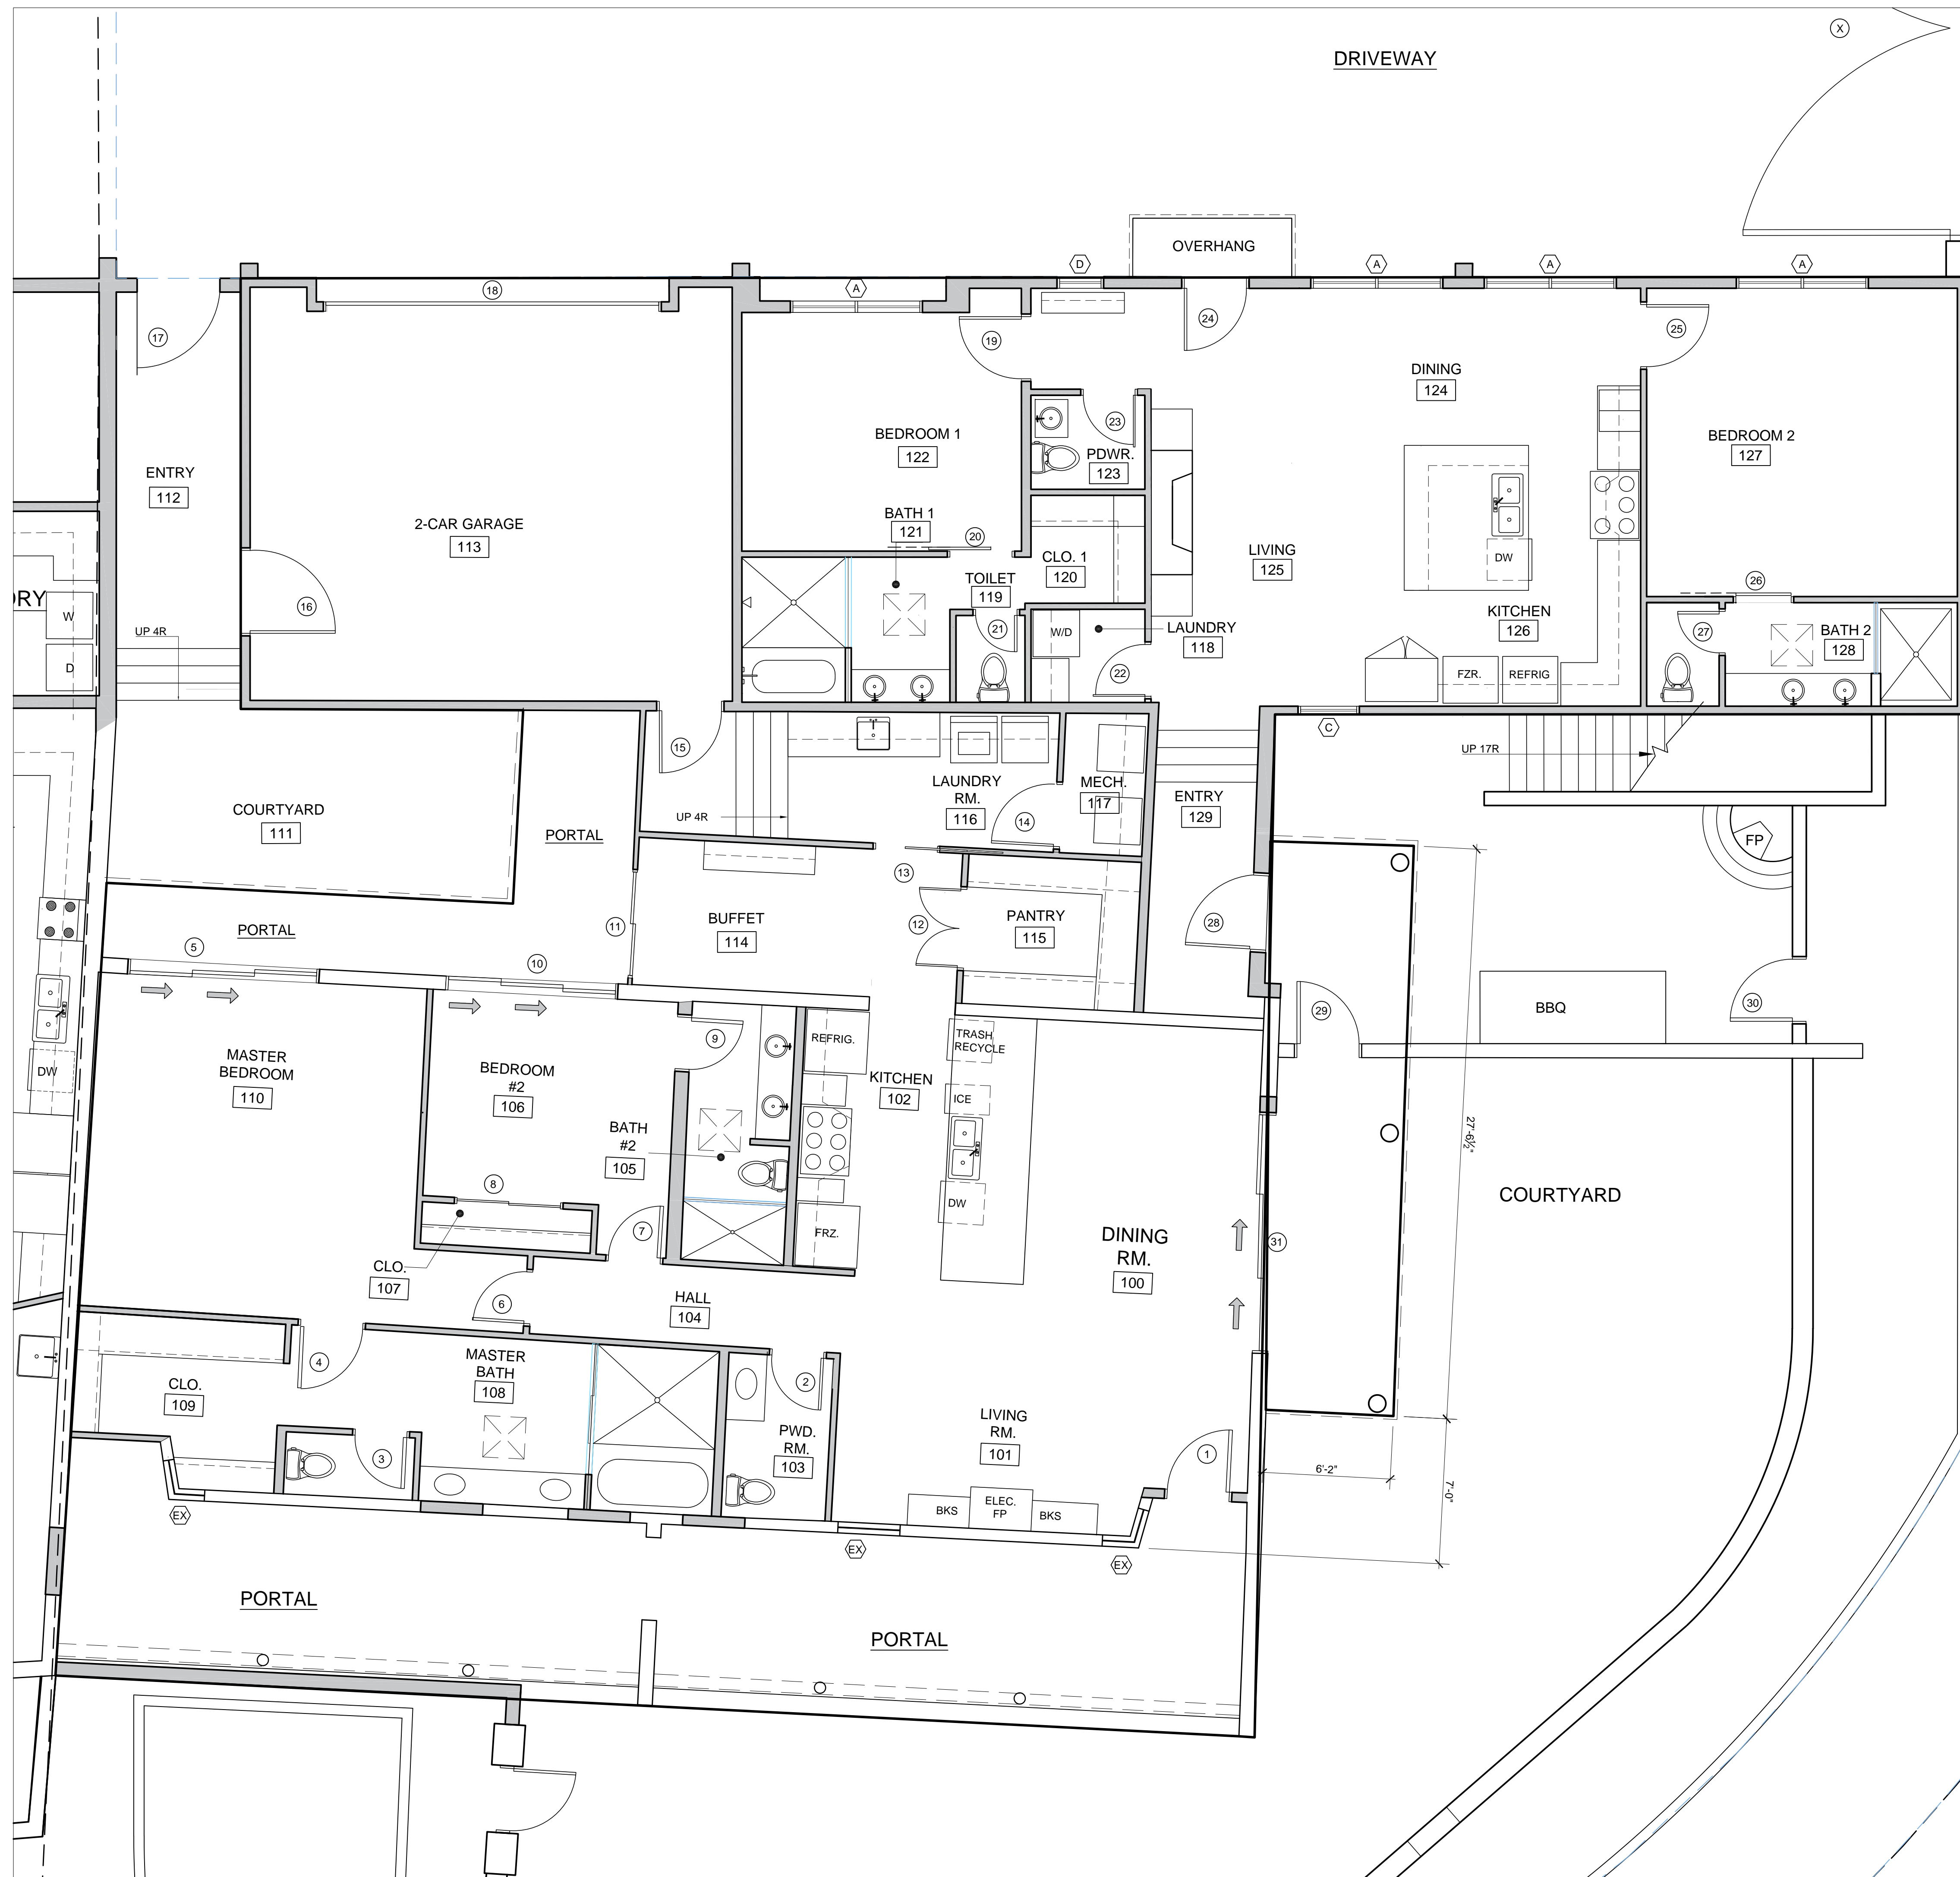 X
DRIVEWAY
OVERHANG
D
A
A
A
A
18
17
19
24
25
DINING
124
23
BEDROOM 1
122
BEDROOM 2
127
PDWR.
123
ENTRY
112
BATH 1
121
2-CAR GARAGE
113
20
CLO. 1
120
LIVING
125
DW
TOILET
119
26
DRY
W
D
16
UP 4R
21
W/D
LAUNDRY
118
22
KITCHEN
126
FZR.
REFRIG
27
BATH 2
128
C
15
UP 17R
LAUNDRY
RM.
116
MECH.
117
14
UP 4R
ENTRY
129
COURTYARD
111
PORTAL
FP
13
12
11
BUFFET
114
PANTRY
115
28
PORTAL
5
10
29
30
BBQ
9
REFRIG.
TRASH
RECYCLE
DW
MASTER
BEDROOM
110
BEDROOM
#2
106
KITCHEN
102
ICE
BATH
#2
105
27'-6½"
8
7
DW
FRZ.
COURTYARD
DINING
RM.
100
31
CLO.
107
6
HALL
104
4
MASTER
BATH
108
2
CLO.
109
LIVING
RM.
101
PWD.
RM.
103
3
1
6'-2"
7'-0"
BKS
ELEC.
FP
BKS
EX
EX
EX
PORTAL
PORTAL